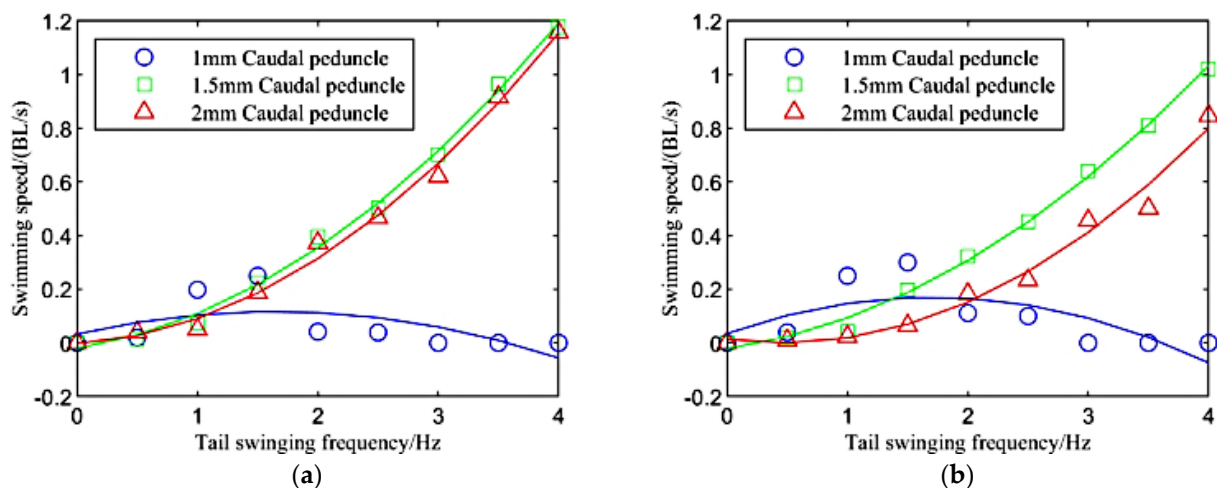 1.2
1
0.8
0.6
0.4
0.2
0
-0.2
Swimming speed/(BL/s)
1mm Caudal peduncle
1.5mm Caudal peduncle
2mm Caudal peduncle
0 1 2 3 4
Tail swinging frequency/Hz
(a)
1.2
1
0.8
0.6
0.4
0.2
0
-0.2
Swimming speed/(BL/s)
1mm Caudal peduncle
1.5mm Caudal peduncle
2mm Caudal peduncle
0 1 2 3 4
Tail swinging frequency/Hz
(b)